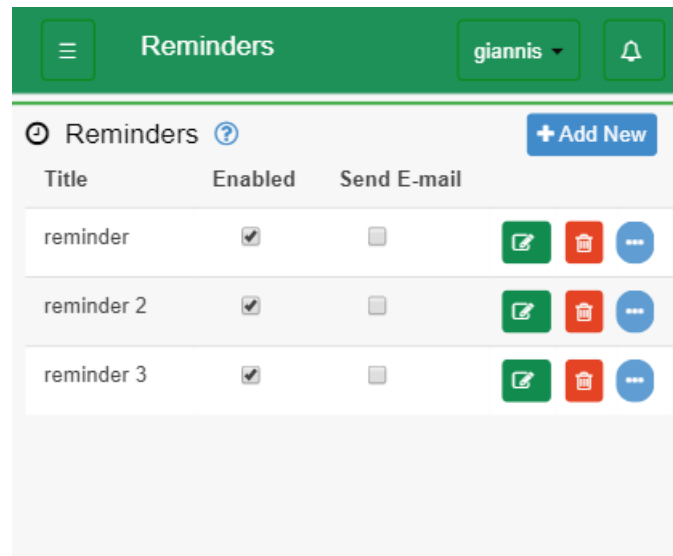 Reminders giannis
Reminders Add New
Title Enabled Send E-mail
reminder
reminder 2
reminder 3